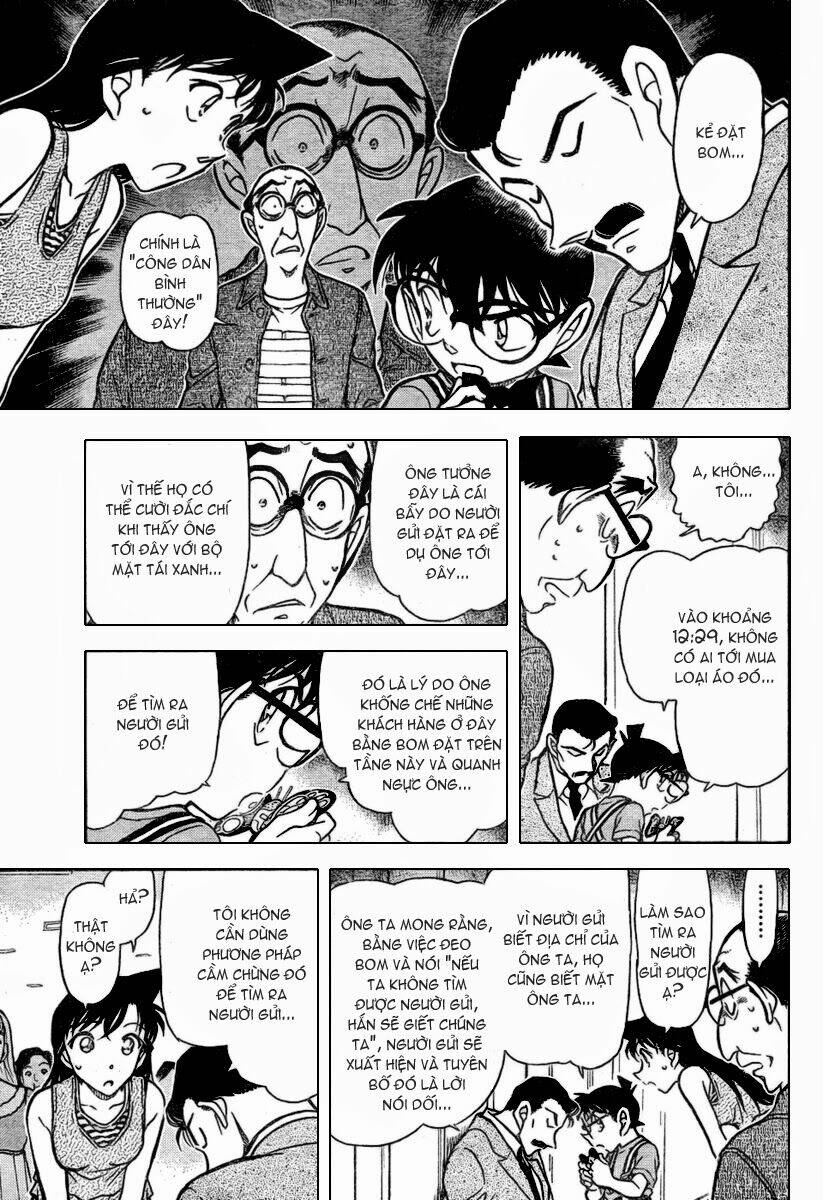 KẺ ĐẶT
BOM...
CHÍNH LÀ
"CÔNG DÂN
BÌNH
THƯỜNG"
ĐÂY!
A, KHÔNG...
TÔI...
VÀO KHOẢNG
12:29, KHÔNG
CÓ AI TỚI MUA
LOẠI ÁO ĐÓ...
ÔNG TƯỞNG
ĐÂY LÀ CÁI
BẪY DO NGƯỜI
GỬI ĐẶT RA ĐỂ
DỤ ÔNG TỚI
ĐÂY...
VÌ THẾ HỌ CÓ
THỂ CƯỜI ĐẮC CHÍ
KHI THẤY ÔNG
TỚI ĐÂY VỚI BỘ
MẶT TÁI XANH...
ĐÓ LÀ LÝ DO ÔNG
KHỐNG CHẾ NHỮNG
KHÁCH HÀNG Ở ĐÂY
BẰNG BOM ĐẶT TRÊN
TẦNG NÀY VÀ QUANH
NGỰC ÔNG...
ĐỂ TÌM RA
NGƯỜI GỬI
ĐÓ!
.........
LÀM SAO
TÌM RA
NGƯỜI
GỬI ĐƯỢC
Ạ?
VÌ NGƯỜI GỬI
BIẾT ĐỊA CHỈ CỦA
ÔNG TA, HỌ
CŨNG BIẾT MẶT
ÔNG TA...
ÔNG TA MONG RẰNG,
BẰNG VIỆC ĐEO
BOM VÀ NÓI "NẾU
TA KHÔNG TÌM
ĐƯỢC NGƯỜI GỬI,
HẮN SẼ GIẾT CHÚNG
TA", NGƯỜI GỬI SẼ
XUẤT HIỆN VÀ TUYÊN
BỐ ĐÓ LÀ LỜI
NÓI DỐI...
TÔI KHÔNG
CẦN DÙNG
PHƯƠNG PHÁP
CẦM CHỪNG ĐÓ
ĐỂ TÌM RA
NGƯỜI GỬI...
HẢ?
THẬT
KHÔNG
Ạ?